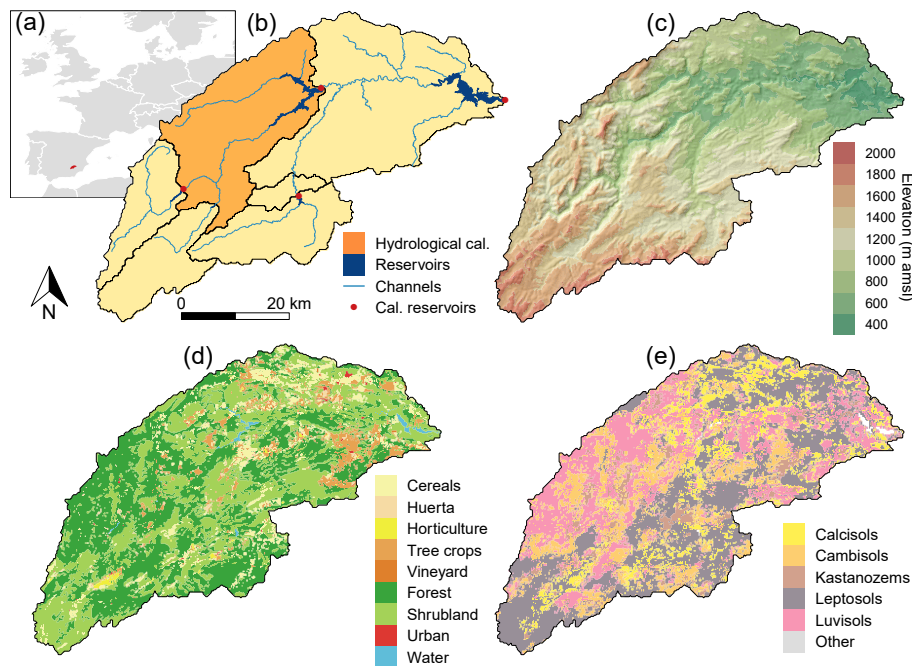 (a)
(b)
(c)
Hydrological cal.
Reservoirs
Channels
Cal. reservoirs
N
0 20 km
2000
1800
1600
1400
1200
1000
800
600
400
Elevation (m amsl)
(d)
(e)
Cereals
Huerta
Horticulture
Tree crops
Vineyard
Forest
Shrubland
Urban
Water
Calcisols
Cambisols
Kastanozems
Leptosols
Luvisols
Other